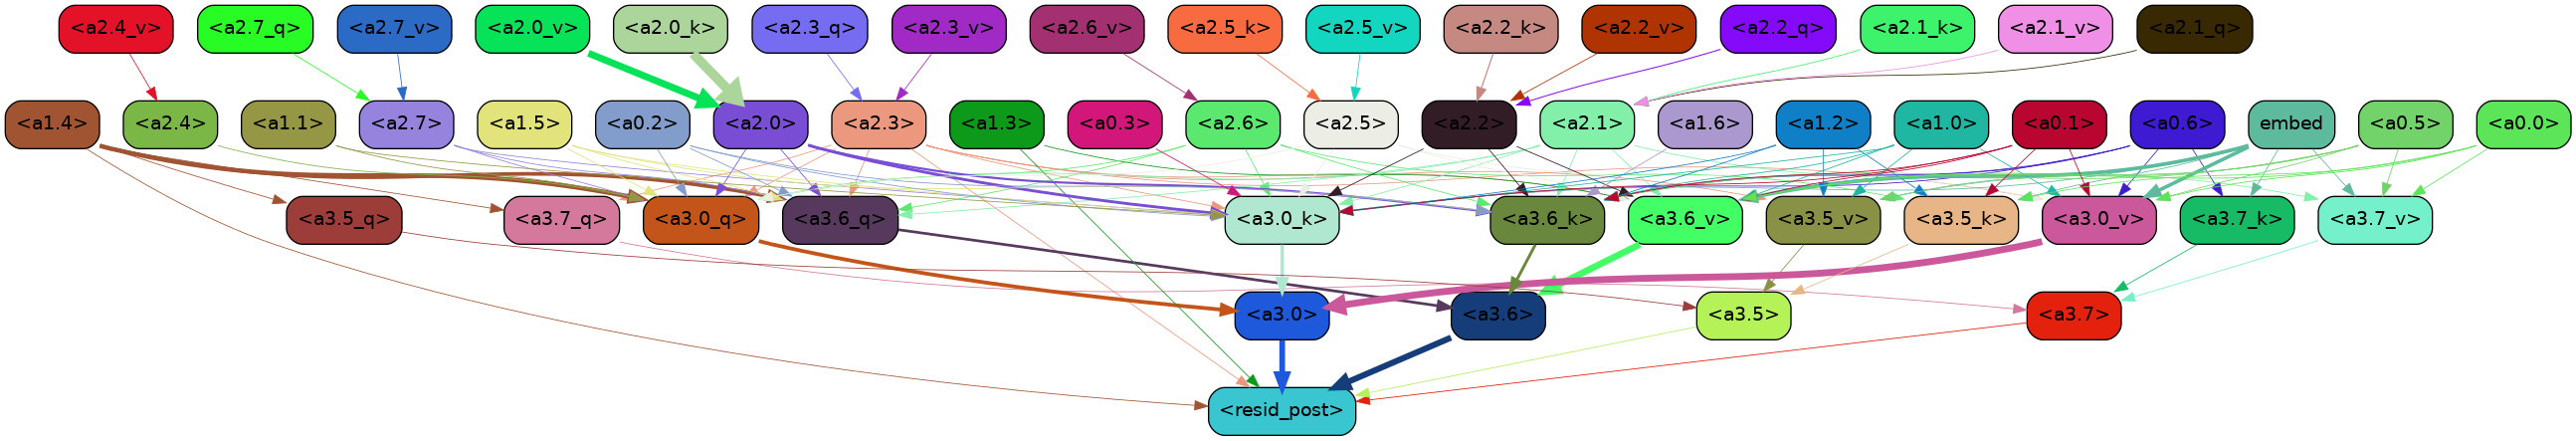 <a2.4_v> <a2.7_q> <a2.7_v> <a2.0_v> <a2.0_k> <a2.3_q> <a2.3_v> <a2.6_v> <a2.5_k> <a2.5_v> <a2.2_k> <a2.2_v> <a2.2_q> <a2.1_k> <a2.1_v> <a2.1_q>
<a1.4> <a2.4> <a1.1> <a2.7> <a1.5> <a0.2> <a2.0> <a2.3> <a1.3> <a0.3> <a2.6> <a2.5> <a2.2> <a2.1> <a1.6> <a1.2> <a1.0> <a0.1> <a0.6> embed <a0.5> <a0.0>
<a3.5_q> <a3.7_q> <a3.0_q> <a3.6_q> <a3.0_k> <a3.6_k> <a3.6_v> <a3.5_v> <a3.5_k> <a3.0_v> <a3.7_k> <a3.7_v>
<a3.0> <a3.6> <a3.5> <a3.7>
<resid_post>